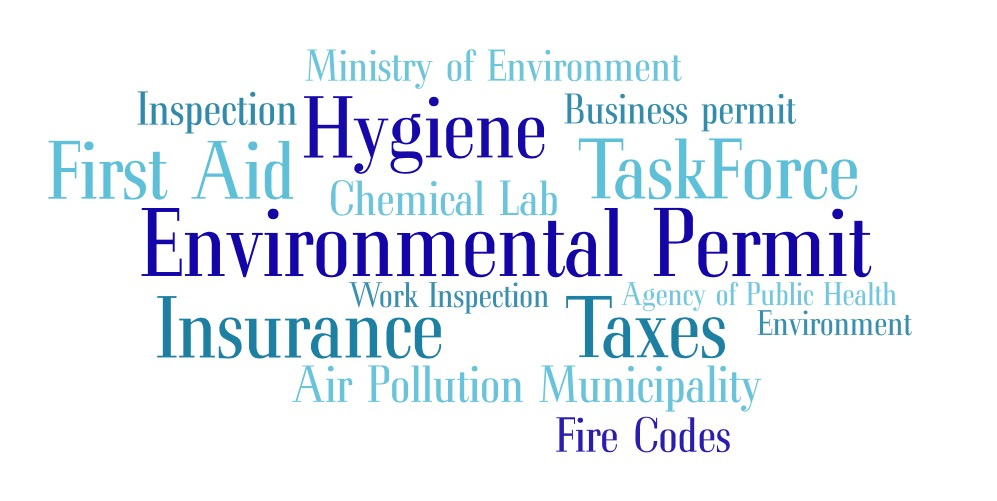 Ministry of Environment
Inspection
Hygiene
Business permit
First Aid
TaskForce
Chemical Lab
Environmental Permit
Work Inspection
Agency of Public Health
Insurance
Taxes
Environment
Air Pollution
Municipality
Fire Codes